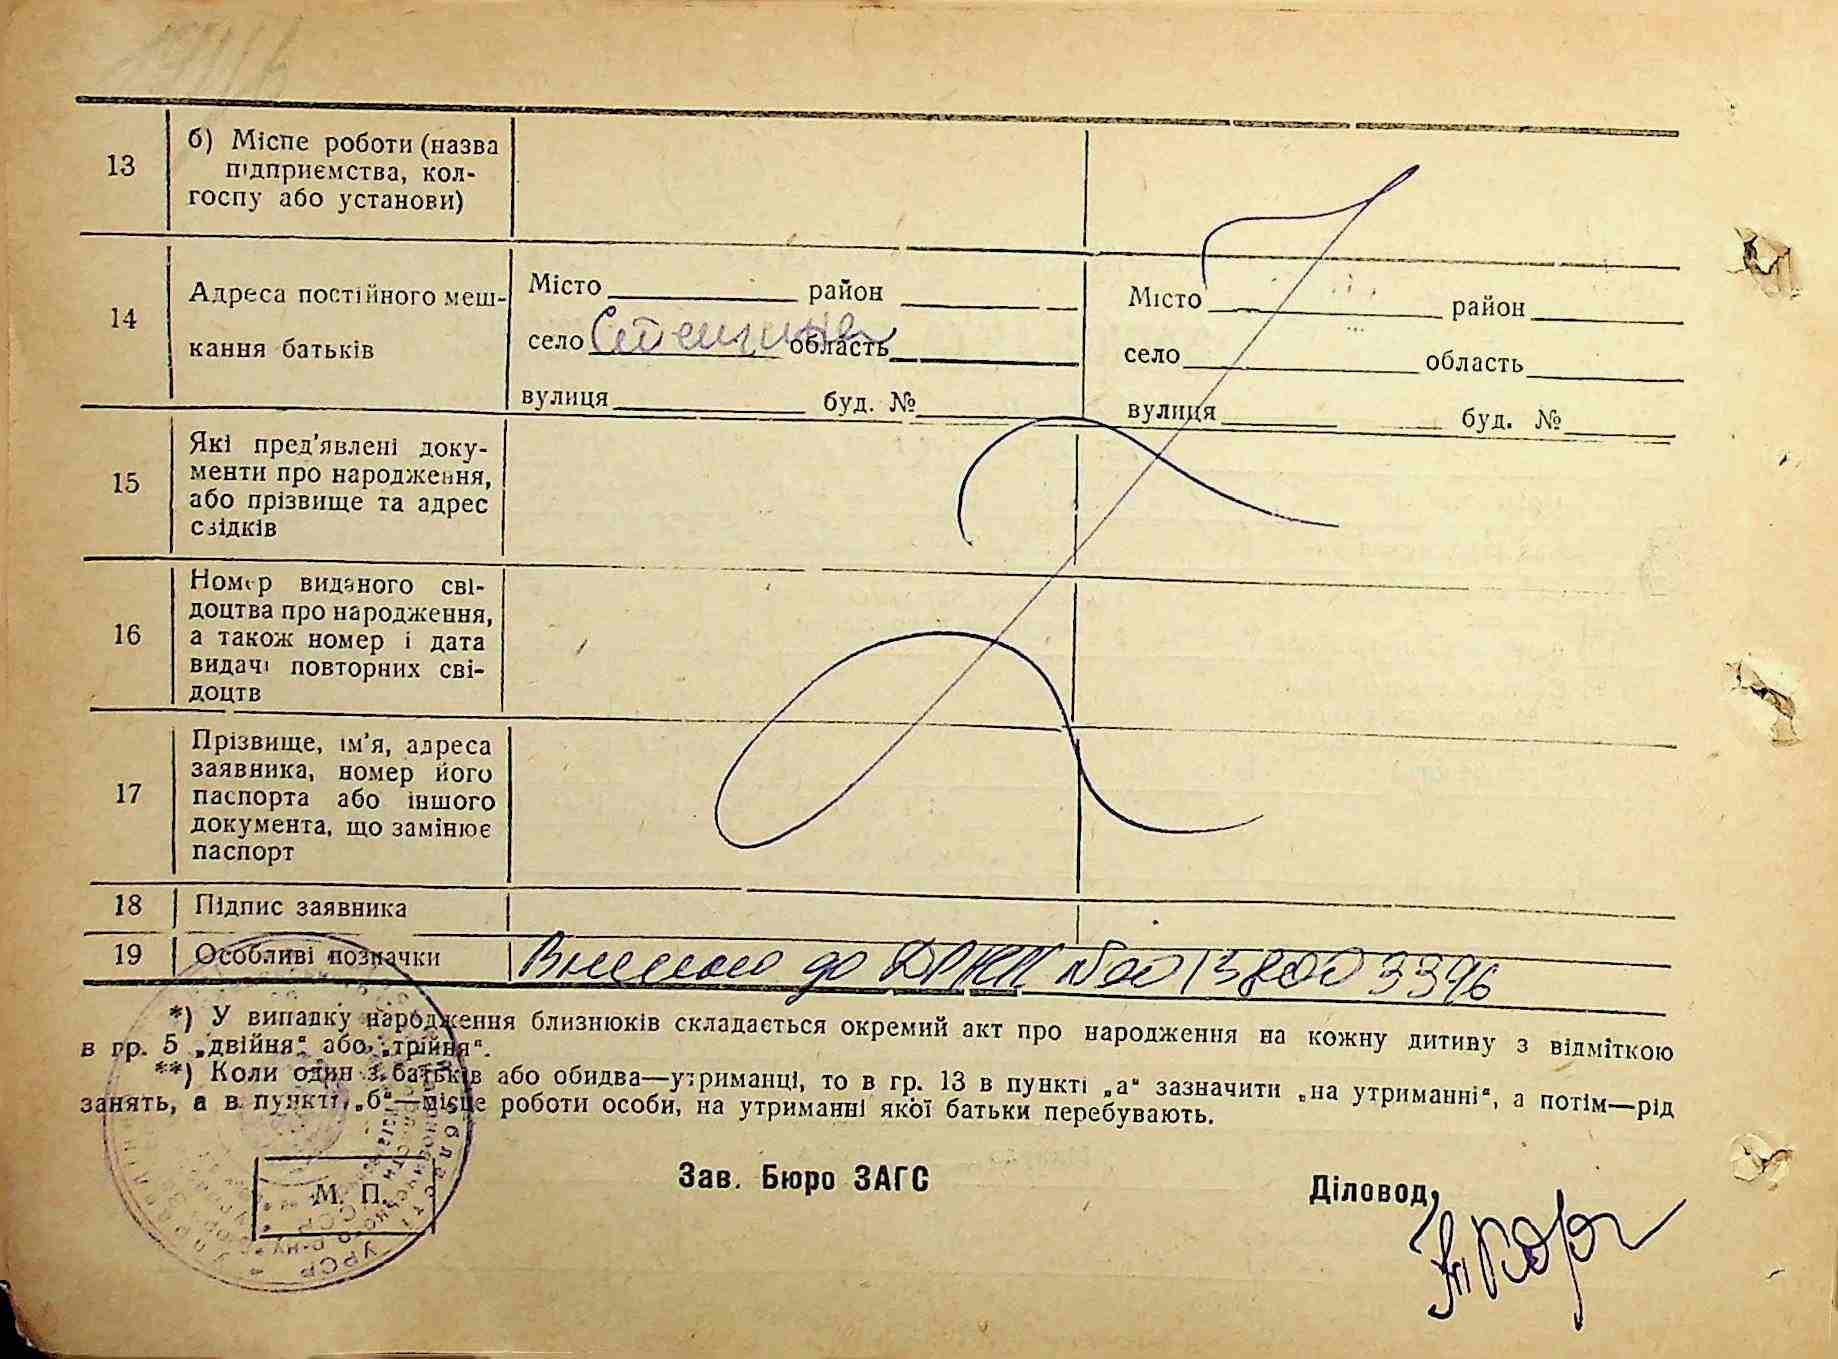 13
б) Місце роботи (назва
підприємства, кол-
госпу або установи)
14
Адреса постійного меш-
кання батьків
Місто район
село область
вулиця буд. №
Місто район
село область
вулиця буд. №
15
Які пред'явлені доку-
менти про народження,
або прізвище та адрес
свідків
16
Номер виданого сві-
доцтва про народження,
а також номер і дата
видачі повторних сві-
доцтв
17
Прізвище, ім'я, адреса
заявника, номер його
паспорта або іншого
документа, що замінює
паспорт
18 Підпис заявника
19 Особливі позначки Внесено до ДРАЦС №00138003396
*) У випадку народження близнюків складається окремий акт про народження на кожну дитину з відміткою
в гр. 5 „двійня“ або „трійня“.
**) Коли один з батьків або обидва—утриманці, то в гр. 13 в пункті „а“ зазначити „на утриманні“, а потім—рід
занять, а в пункті „б“—місце роботи особи, на утриманні якої батьки перебувають.
М. П.
Зав. Бюро ЗАГС
Діловод
УРСР